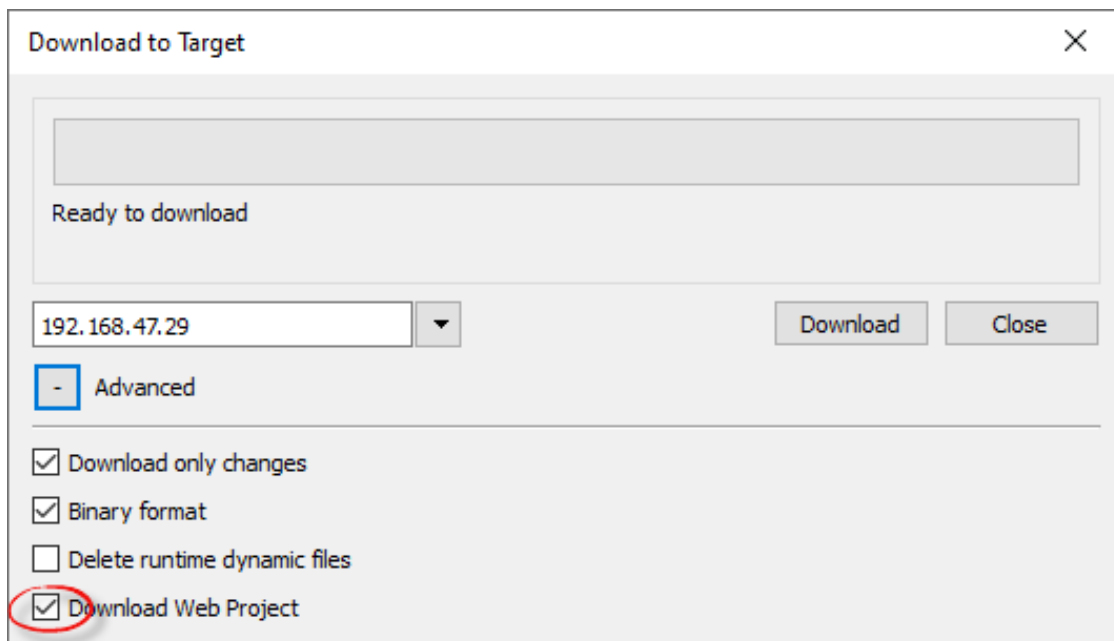 Download to Target
Ready to download
192.168.47.29
Download
Close
- Advanced
Download only changes
Binary format
Delete runtime dynamic files
Download Web Project